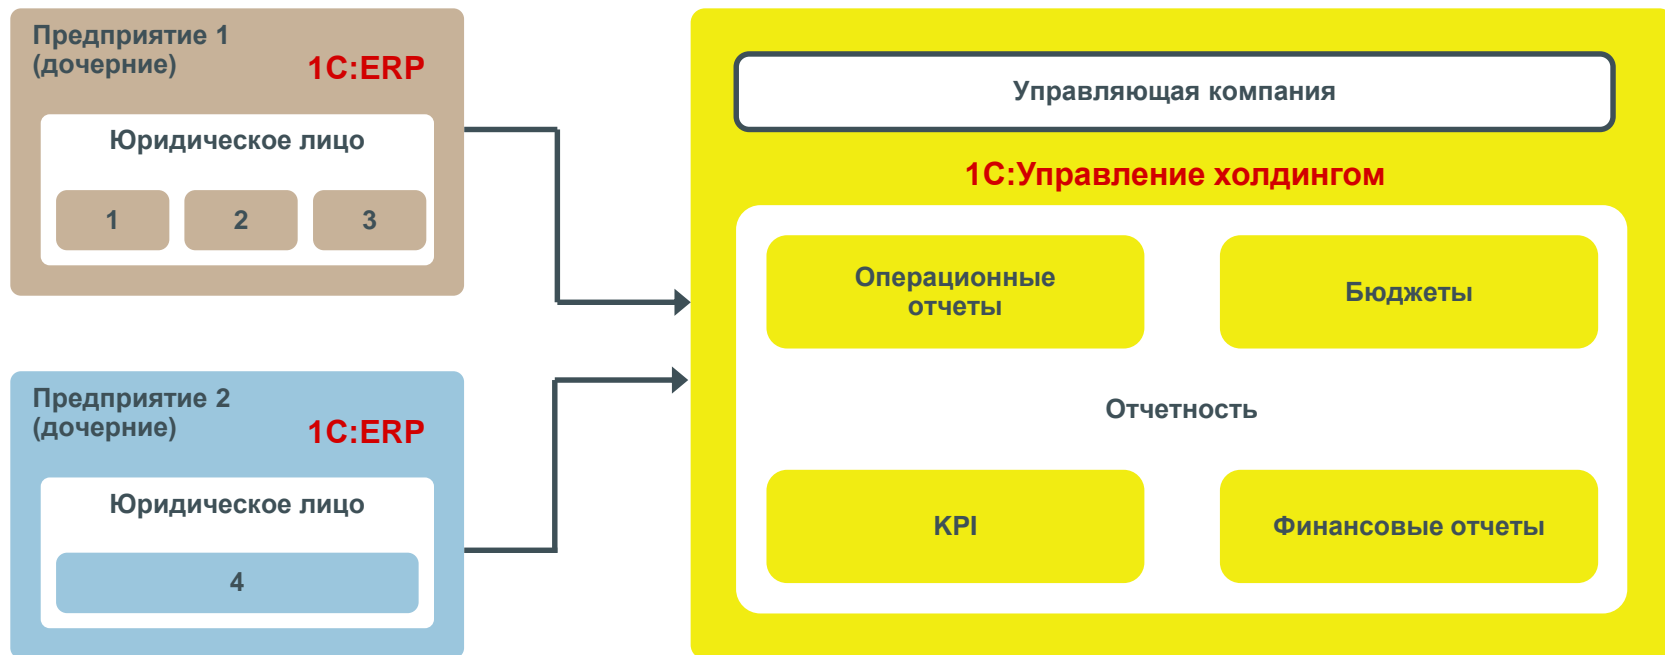 Предприятие 1
(дочерние)
1С:ERP
Юридическое лицо
1
2
3
Предприятие 2
(дочерние)
1С:ERP
Юридическое лицо
4
Управляющая компания
1С:Управление холдингом
Операционные
отчеты
Бюджеты
Отчетность
KPI
Финансовые отчеты